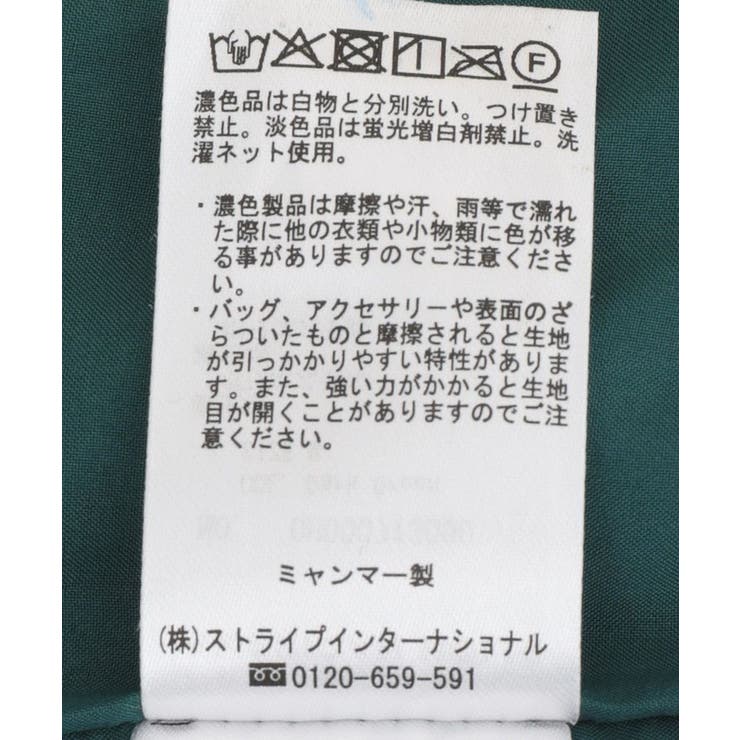 F
濃色品は白物と分別洗い。つけ置き
禁止。淡色品は蛍光増白剤禁止。洗
濯ネット使用。
・濃色製品は摩擦や汗、雨等で濡れ
た際に他の衣類や小物類に色が移
る事がありますのでご注意くださ
い。
・バッグ、アクセサリーや表面のざ
らついたものと摩擦されると生地
が引っかかりやすい特性がありま
す。また、強い力がかかると生地
目が開くことがありますのでご注
意ください。
Dark Green
ミャンマー製
(株)ストライプインターナショナル
0120-659-591